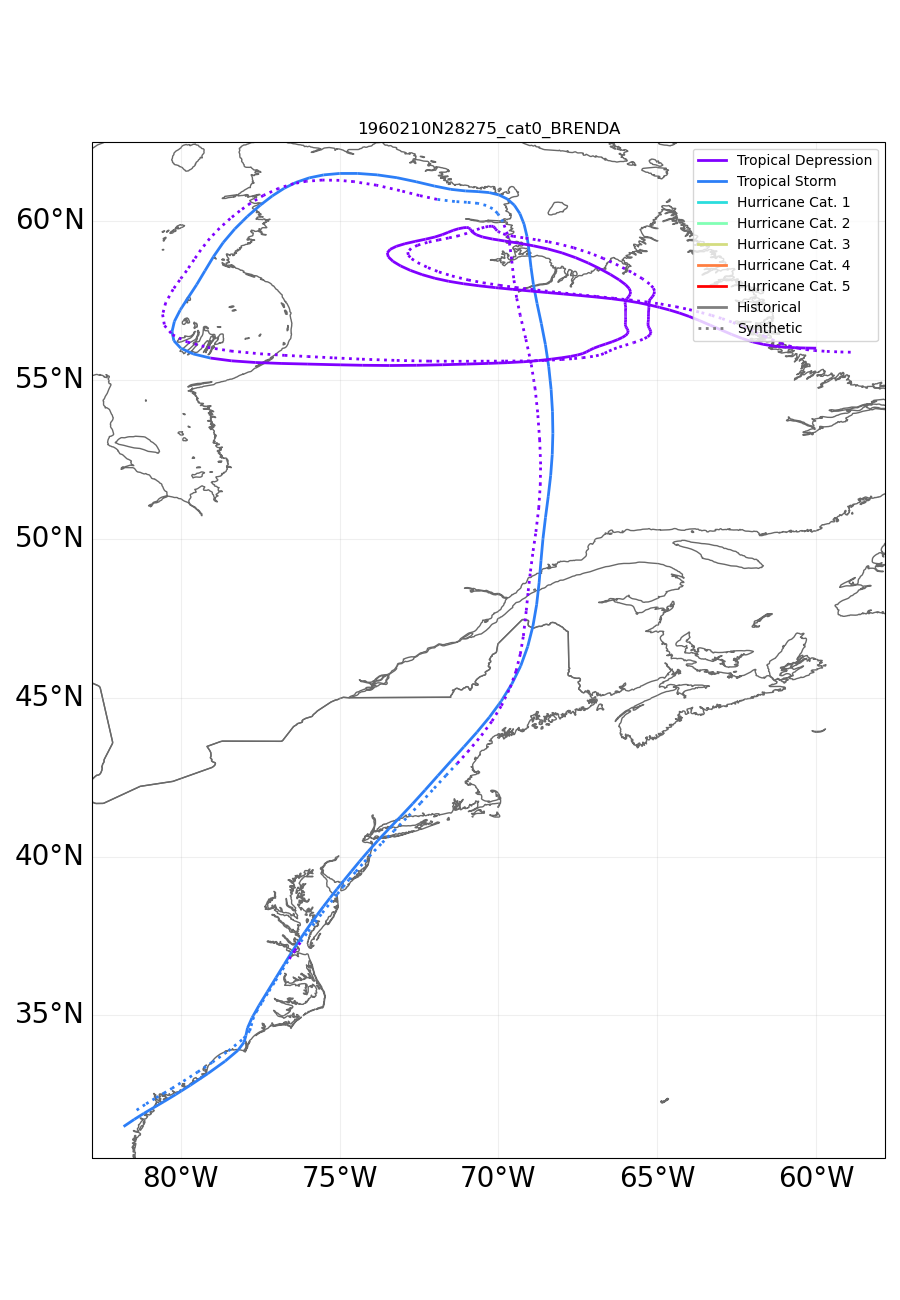 1960210N28275_cat0_BRENDA
Tropical Depression
Tropical Storm
Hurricane Cat. 1
Hurricane Cat. 2
Hurricane Cat. 3
Hurricane Cat. 4
Hurricane Cat. 5
Historical
Synthetic
60°N
55°N
50°N
45°N
40°N
35°N
80°W 75°W 70°W 65°W 60°W